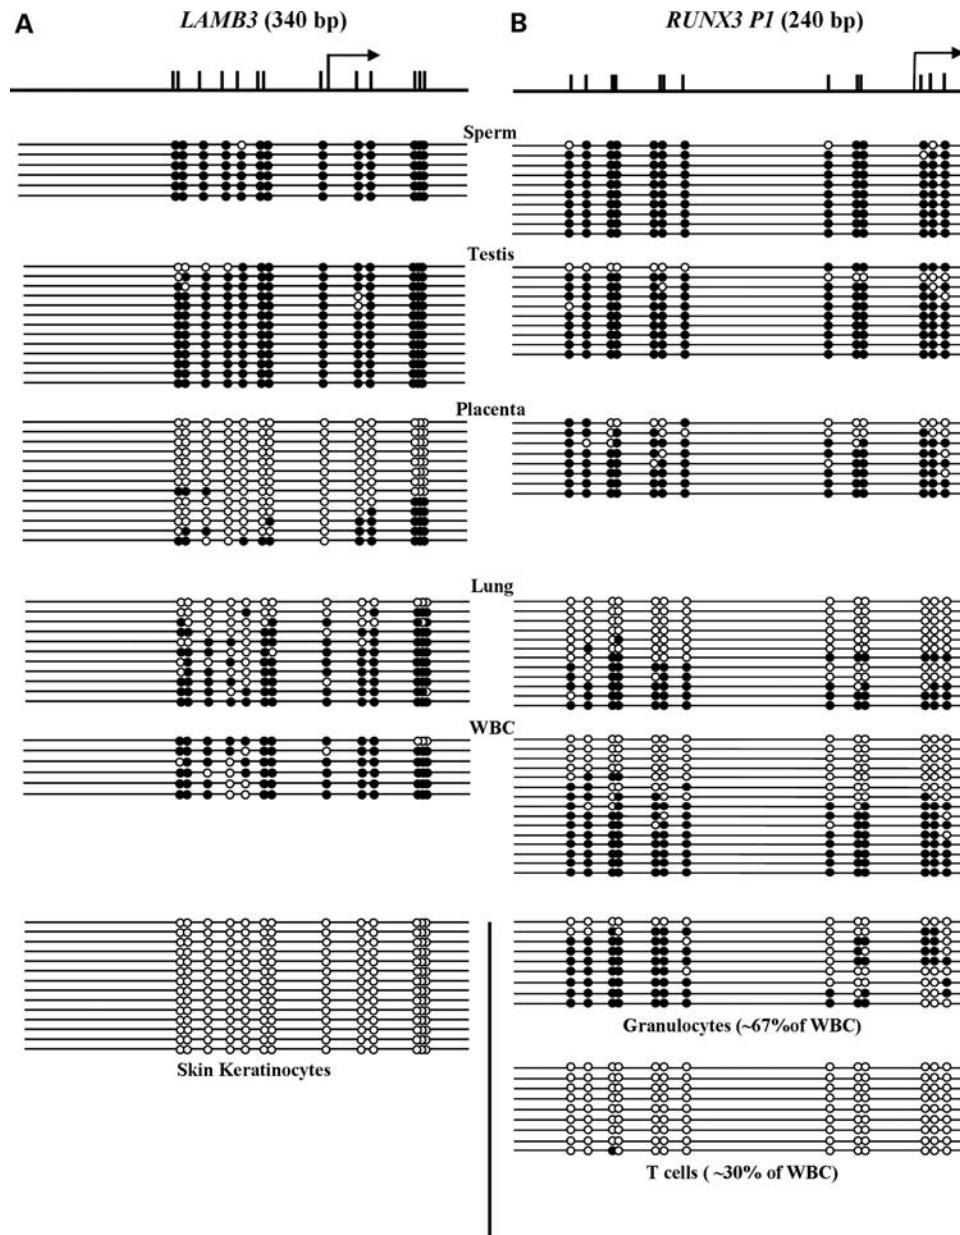 A
LAMB3 (340 bp)
B
RUNX3 P1 (240 bp)
Sperm
Testis
Placenta
Lung
WBC
Skin Keratinocytes
Granulocytes (~67%of WBC)
T cells ( ~30% of WBC)